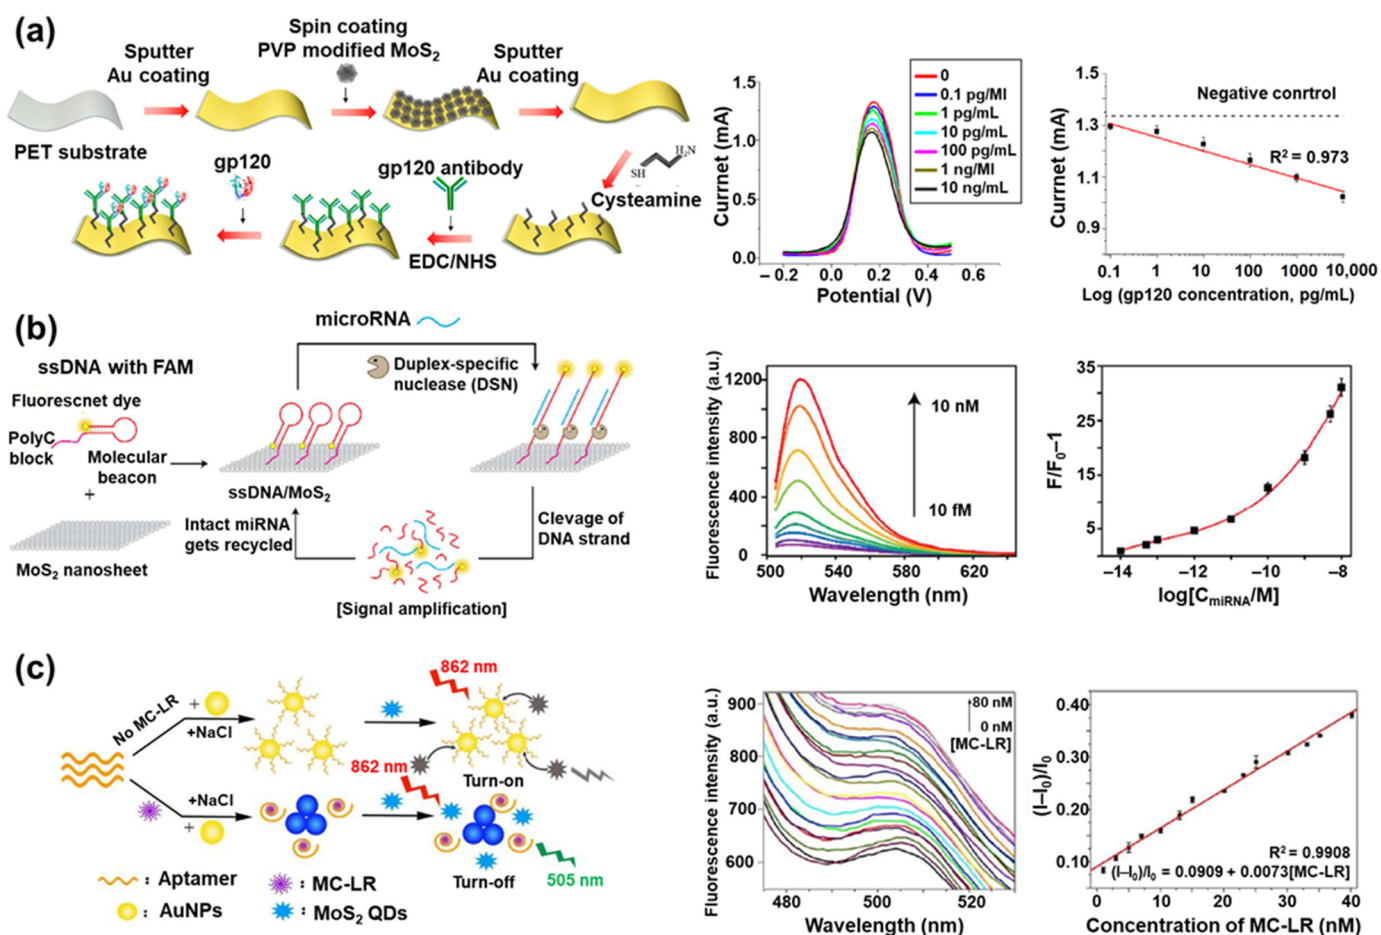 (a)
Sputter
Au coating
Spin coating
PVP modified MoS₂
Sputter
Au coating
PET substrate
gp120
gp120 antibody
H₂N
SH
Cysteamine
EDC/NHS
Currnet (mA)
1.5
1.0
0.5
0.0
– 0.2
0.0
0.2
0.4
0.6
Potential (V)
0
0.1 pg/Ml
1 pg/mL
10 pg/mL
100 pg/mL
1 ng/Ml
10 ng/mL
Currnet (mA)
1.5
1.3
1.1
0.9
Negative conrtrol
R² = 0.973
0.1
1
10
100
1000
10,000
Log (gp120 concentration, pg/mL)
(b)
ssDNA with FAM
Fluorescnet dye
PolyC
block
Molecular
beacon
+
MoS₂ nanosheet
microRNA
Duplex-specific
nuclease (DSN)
ssDNA/MoS₂
Intact miRNA
gets recycled
Clevage of
DNA strand
[Signal amplification]
Fluorescence intensity (a.u.)
1200
800
400
0
10 nM
10 fM
500
540
580
620
Wavelength (nm)
F/F₀–1
35
25
15
5
–14
–12
–10
–8
log[CmiRNA/M]
(c)
No MC-LR
+
+NaCl
862 nm
Turn-on
862 nm
+NaCl
+
Turn-off
505 nm
: Aptamer
: MC-LR
: AuNPs
: MoS₂ QDs
Fluorescence intensity (a.u.)
900
800
700
600
80 nM
0 nM
[MC-LR]
480
500
520
Wavelength (nm)
(I–I₀)/I₀
0.40
0.30
0.20
0.10
R² = 0.9908
(I–I₀)/I₀ = 0.0909 + 0.0073[MC-LR]
0
10
20
30
40
Concentration of MC-LR (nM)